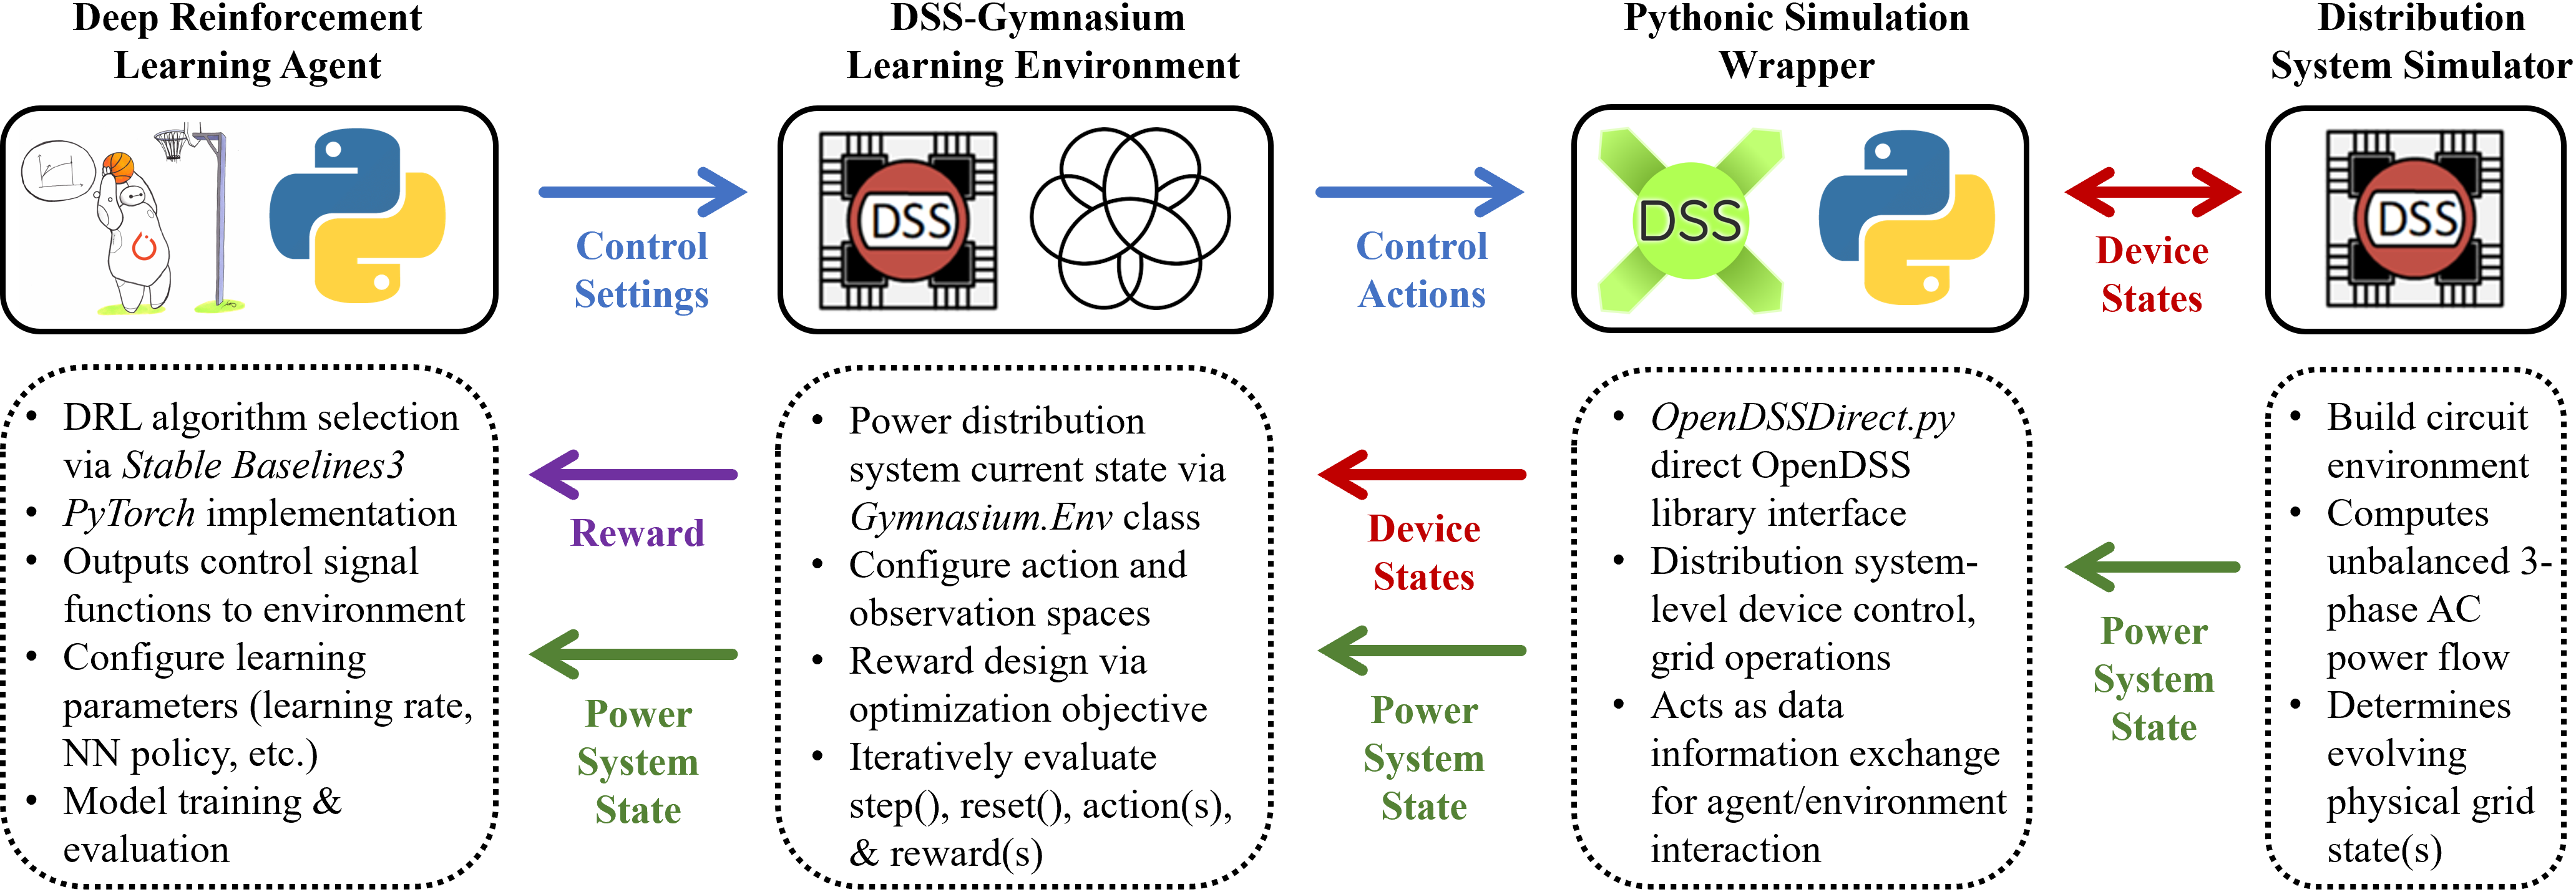 Deep Reinforcement
Learning Agent
DSS-Gymnasium
Learning Environment
Pythonic Simulation
Wrapper
Distribution
System Simulator
Control
Settings
DSS
Control
Actions
DSS
Device
States
DSS
• DRL algorithm selection
via Stable Baselines3
• PyTorch implementation
• Outputs control signal
functions to environment
• Configure learning
parameters (learning rate,
NN policy, etc.)
• Model training &
evaluation
Reward
Power
System
State
• Power distribution
system current state via
Gymnasium.Env class
• Configure action and
observation spaces
• Reward design via
optimization objective
• Iteratively evaluate
step(), reset(), action(s),
& reward(s)
Device
States
Power
System
State
• OpenDSSDirect.py
direct OpenDSS
library interface
• Distribution system-
level device control,
grid operations
• Acts as data
information exchange
for agent/environment
interaction
Power
System
State
• Build circuit
environment
• Computes
unbalanced 3-
phase AC
power flow
• Determines
evolving
physical grid
state(s)